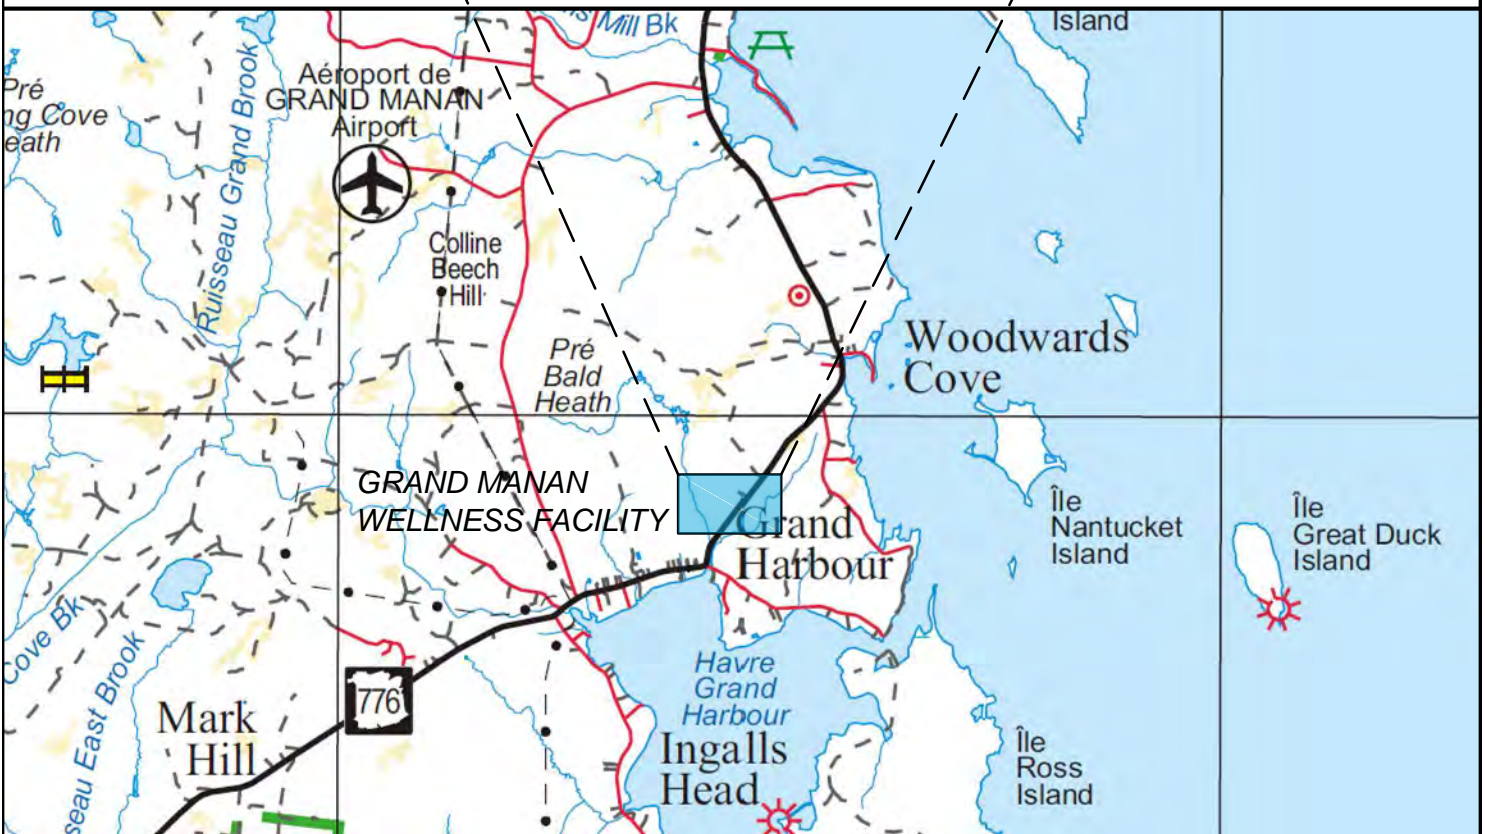 Mill Bk
Island
Aéroport de
GRAND MANAN
Airport
Pré
ng Cove
eath
Ruisseau Grand Brook
Colline
Beech
Hill
Pré
Bald
Heath
Woodwards
Cove
GRAND MANAN
WELLNESS FACILITY
Grand
Harbour
Île
Nantucket
Island
Île
Great Duck
Island
Cove Bk
seau East Brook
776
Mark
Hill
Havre
Grand
Harbour
Ingalls
Head
Île
Ross
Island